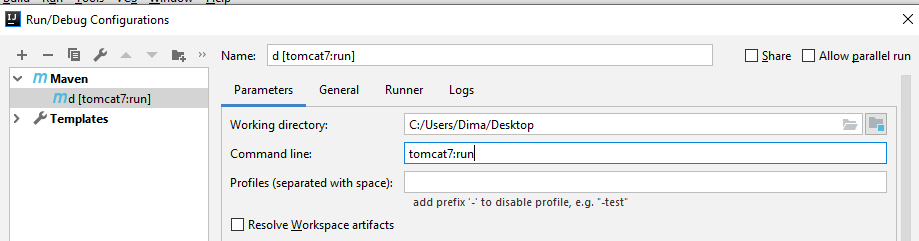 Run/Debug Configurations
Name: d [tomcat7:run] Share Allow parallel run
Maven
d [tomcat7:run]
Templates
Parameters General Runner Logs
Working directory: C:/Users/Dima/Desktop
Command line: tomcat7:run
Profiles (separated with space):
add prefix '-' to disable profile, e.g. "-test"
Resolve Workspace artifacts